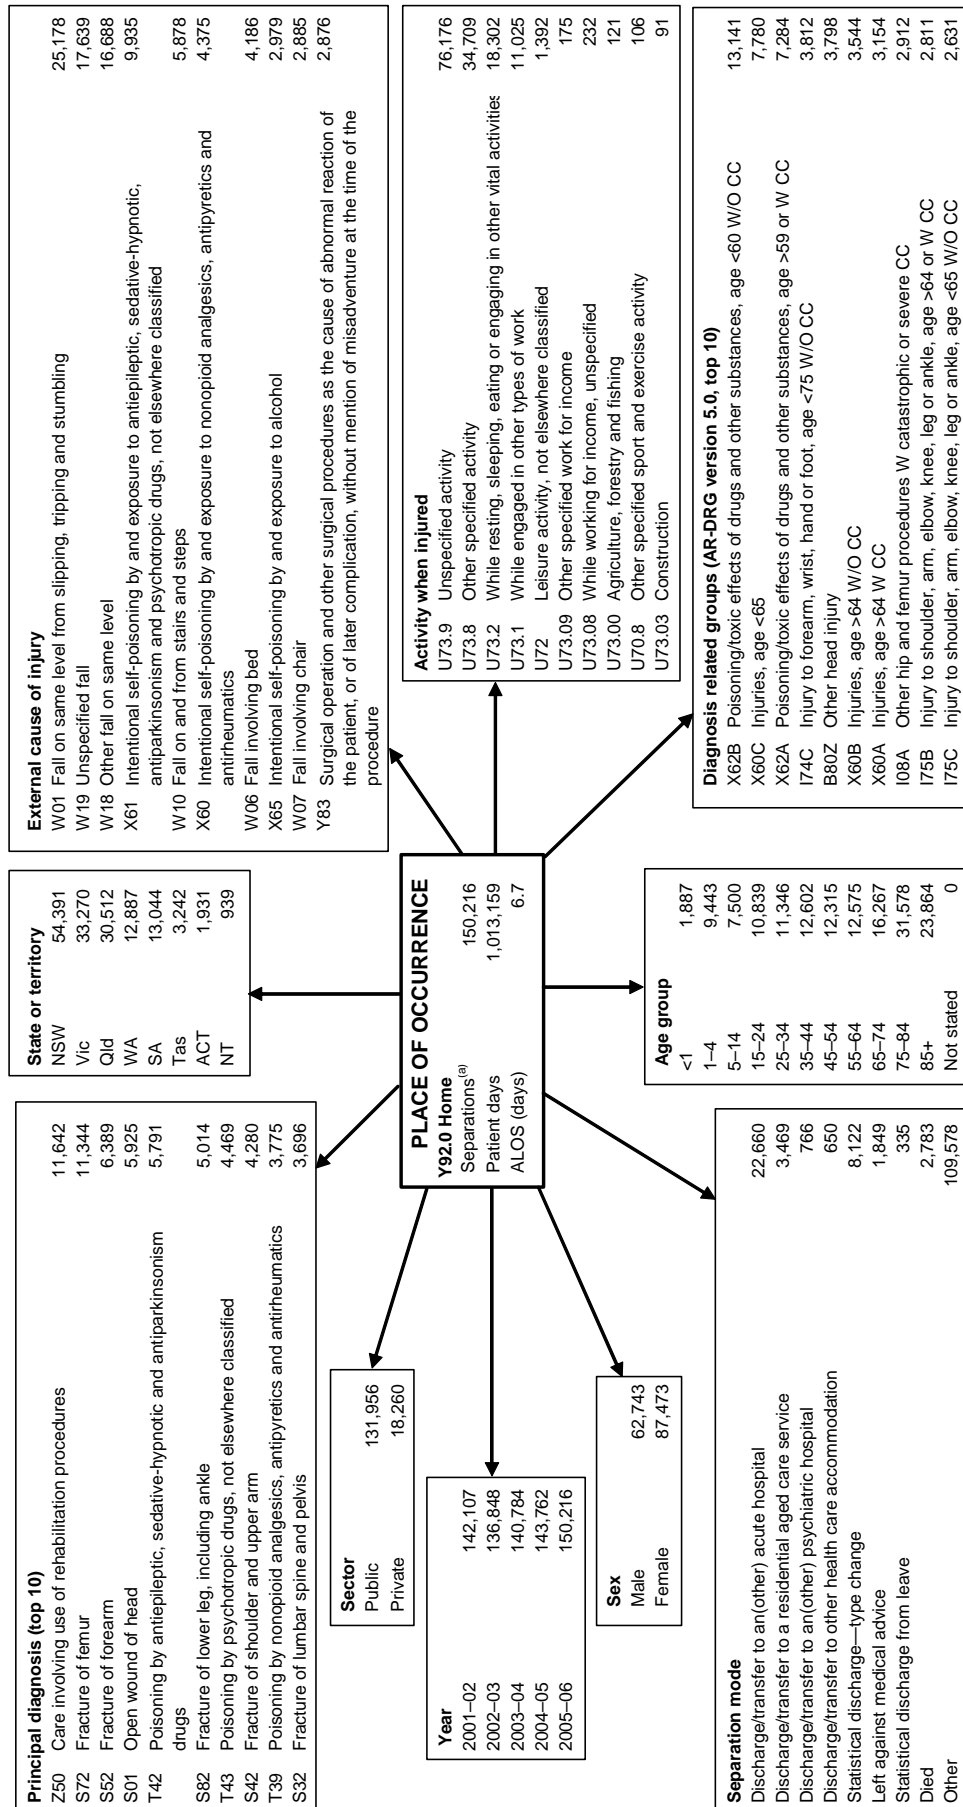 Principal diagnosis (top 10)
Z50 Care involving use of rehabilitation procedures 11,642
S72 Fracture of femur 11,344
S52 Fracture of forearm 6,389
S01 Open wound of head 5,925
T42 Poisoning by antiepileptic, sedative-hypnotic and antiparkinsonism 5,791
drugs
S82 Fracture of lower leg, including ankle 5,014
T43 Poisoning by psychotropic drugs, not elsewhere classified 4,469
S42 Fracture of shoulder and upper arm 4,280
T39 Poisoning by nonopioid analgesics, antipyretics and antirheumatics 3,775
S32 Fracture of lumbar spine and pelvis 3,696
State or territory
NSW 54,391
Vic 33,270
Qld 30,512
WA 12,887
SA 13,044
Tas 3,242
ACT 1,931
NT 939
External cause of injury
W01 Fall on same level from slipping, tripping and stumbling 25,178
W19 Unspecified fall 17,639
W18 Other fall on same level 16,688
X61 Intentional self-poisoning by and exposure to antiepileptic, sedative-hypnotic, 9,935
antiparkinsonism and psychotropic drugs, not elsewhere classified
W10 Fall on and from stairs and steps 5,878
X60 Intentional self-poisoning by and exposure to nonopioid analgesics, antipyretics and 4,375
antirheumatics
W06 Fall involving bed 4,186
X65 Intentional self-poisoning by and exposure to alcohol 2,979
W07 Fall involving chair 2,885
Y83 Surgical operation and other surgical procedures as the cause of abnormal reaction of 2,876
the patient, or of later complication, without mention of misadventure at the time of the
procedure
Sector
Public 131,956
Private 18,260
Year
2001–02 142,107
2002–03 136,848
2003–04 140,784
2004–05 143,762
2005–06 150,216
Sex
Male 62,743
Female 87,473
PLACE OF OCCURRENCE
Y92.0 Home
Separations(a) 150,216
Patient days 1,013,159
ALOS (days) 6.7
Activity when injured
U73.9 Unspecified activity 76,176
U73.8 Other specified activity 34,709
U73.2 While resting, sleeping, eating or engaging in other vital activities 18,302
U73.1 While engaged in other types of work 11,025
U72 Leisure activity, not elsewhere classified 1,392
U73.09 Other specified work for income 175
U73.08 While working for income, unspecified 232
U73.00 Agriculture, forestry and fishing 121
U70.8 Other specified sport and exercise activity 106
U73.03 Construction 91
Separation mode
Discharge/transfer to an(other) acute hospital 22,660
Discharge/transfer to a residential aged care service 3,469
Discharge/transfer to an(other) psychiatric hospital 766
Discharge/transfer to other health care accommodation 650
Statistical discharge—type change 8,122
Left against medical advice 1,849
Statistical discharge from leave 335
Died 2,783
Other 109,578
Age group
<1 1,887
1–4 9,443
5–14 7,500
15–24 10,839
25–34 11,346
35–44 12,602
45–54 12,315
55–64 12,575
65–74 16,267
75–84 31,578
85+ 23,864
Not stated 0
Diagnosis related groups (AR-DRG version 5.0, top 10)
X62B Poisoning/toxic effects of drugs and other substances, age <60 W/O CC 13,141
X60C Injuries, age <65 7,780
X62A Poisoning/toxic effects of drugs and other substances, age >59 or W CC 7,284
I74C Injury to forearm, wrist, hand or foot, age <75 W/O CC 3,812
B80Z Other head injury 3,798
X60B Injuries, age >64 W/O CC 3,544
X60A Injuries, age >64 W CC 3,154
I08A Other hip and femur procedures W catastrophic or severe CC 2,912
I75B Injury to shoulder, arm, elbow, knee, leg or ankle, age >64 or W CC 2,811
I75C Injury to shoulder, arm, elbow, knee, leg or ankle, age <65 W/O CC 2,631